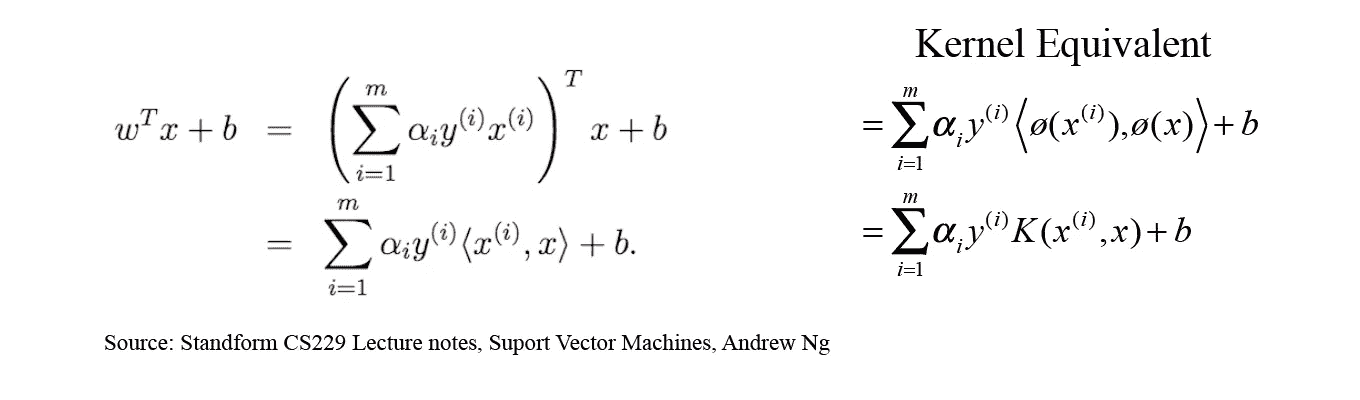 Kernel Equivalent
w^T x + b = (∑_{i=1}^{m} α_i y^{(i)} x^{(i)})^T x + b
= ∑_{i=1}^{m} α_i y^{(i)} ⟨x^{(i)}, x⟩ + b.
= ∑_{i=1}^{m} α_i y^{(i)} ⟨ø(x^{(i)}),ø(x)⟩ + b
= ∑_{i=1}^{m} α_i y^{(i)} K(x^{(i)},x) + b
Source: Standform CS229 Lecture notes, Suport Vector Machines, Andrew Ng